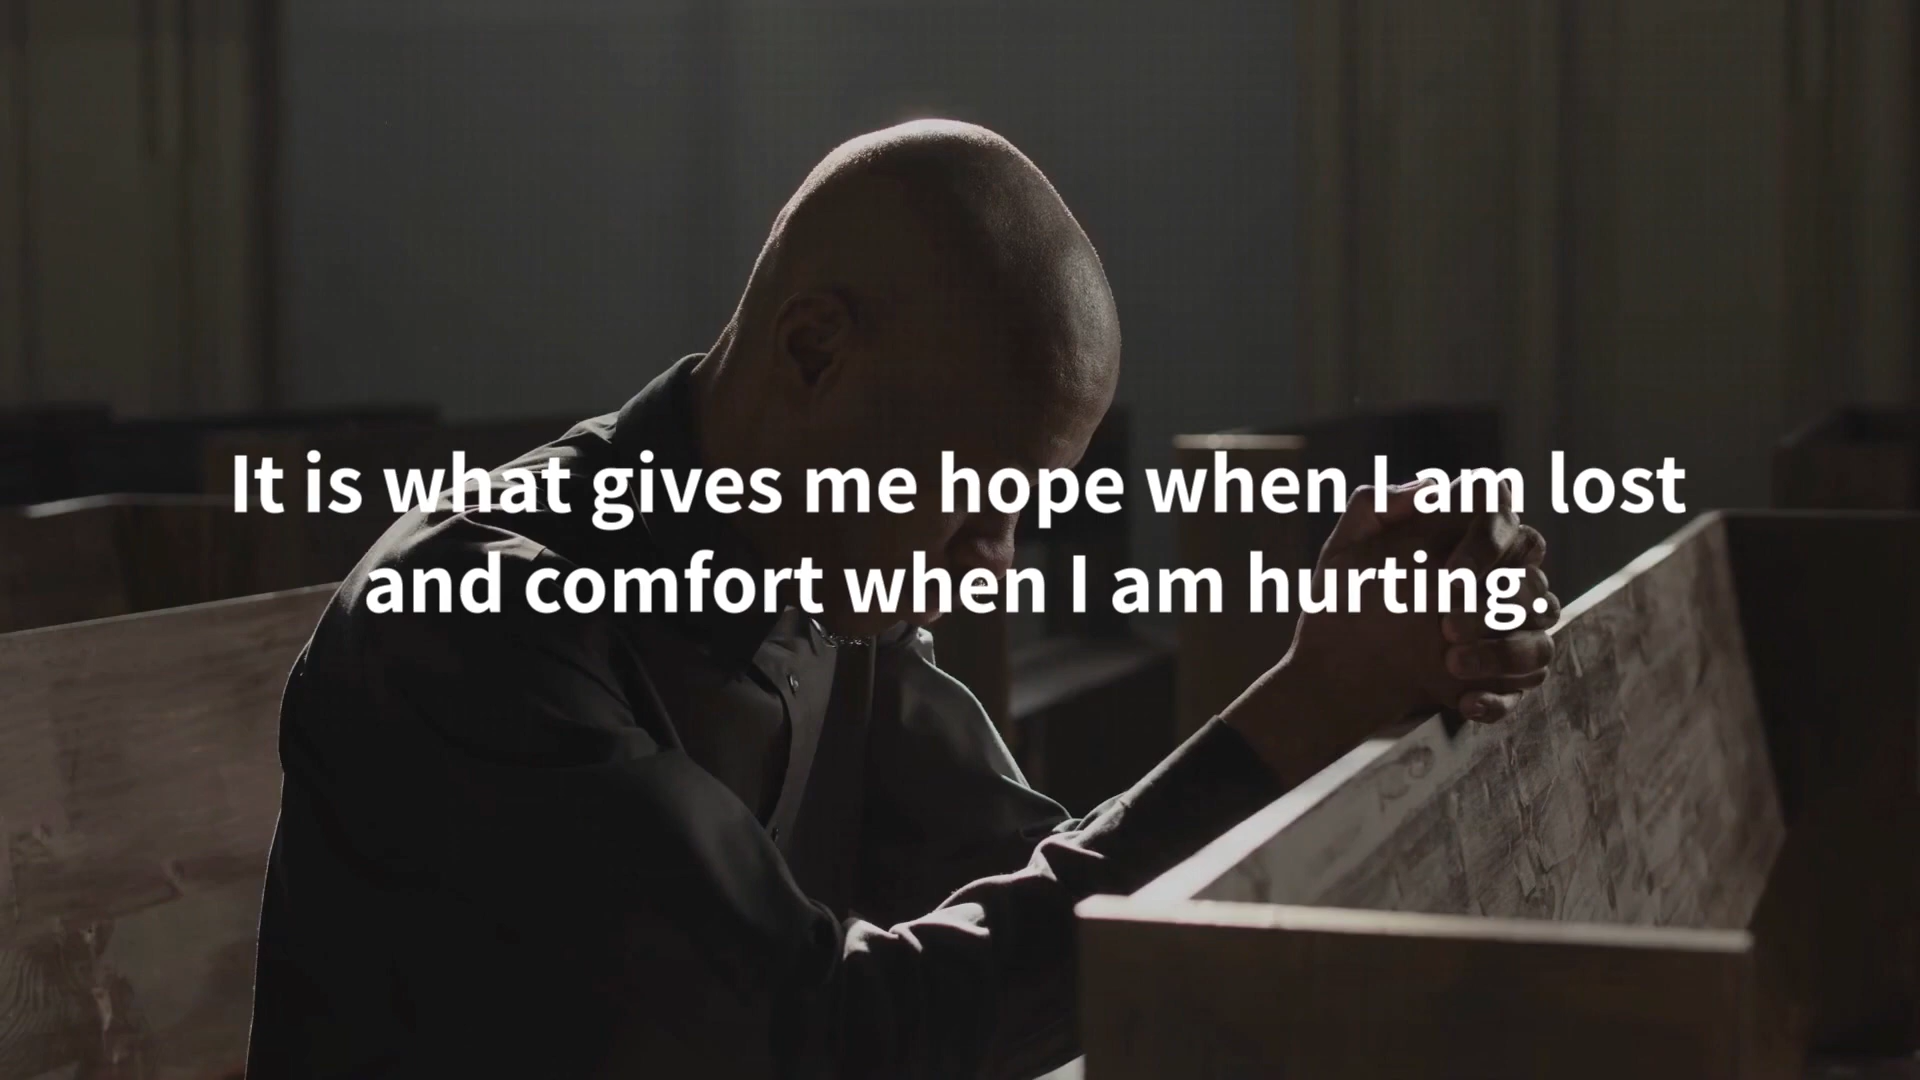 It is what gives me hope when I am lost
and comfort when I am hurting.